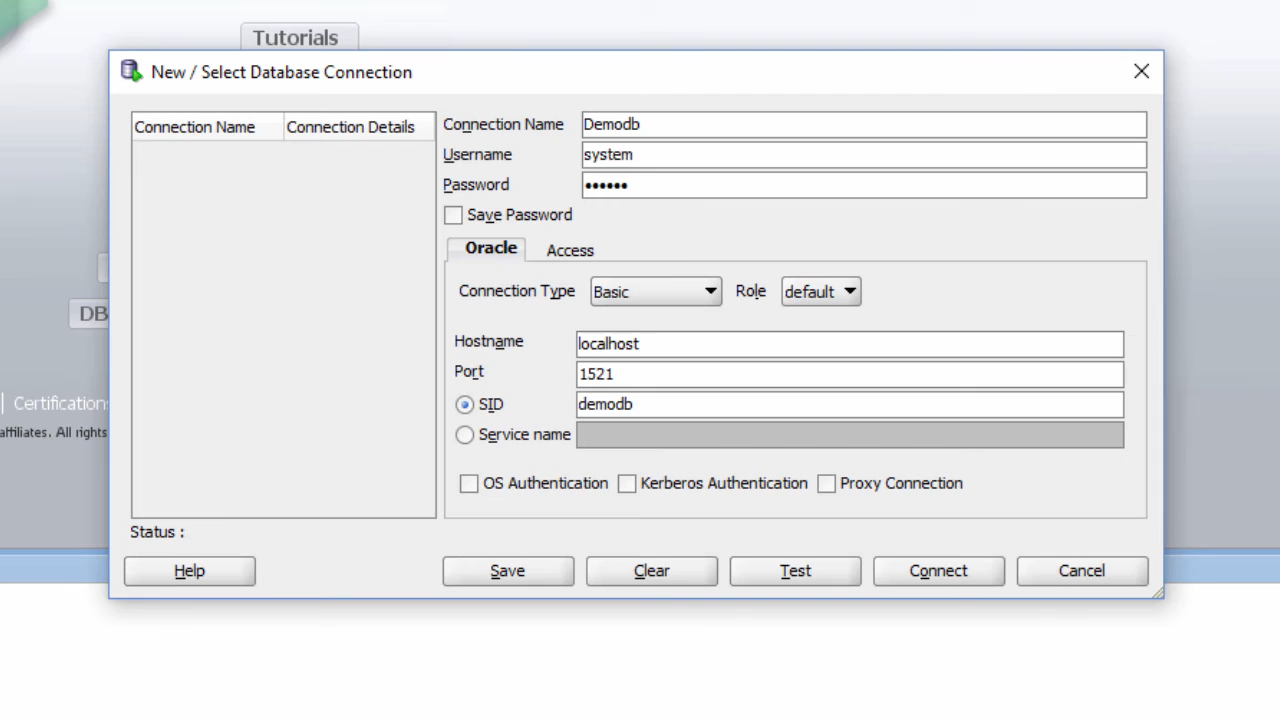 Tutorials
New / Select Database Connection
Connection Name Connection Details
Connection Name Demodb
Username system
Password ••••••
Save Password
Oracle Access
Connection Type Basic Role default
DB
Hostname localhost
Port 1521
| Certifications
SID demodb
affiliates. All rights
Service name
OS Authentication Kerberos Authentication Proxy Connection
Status :
Help Save Clear Test Connect Cancel